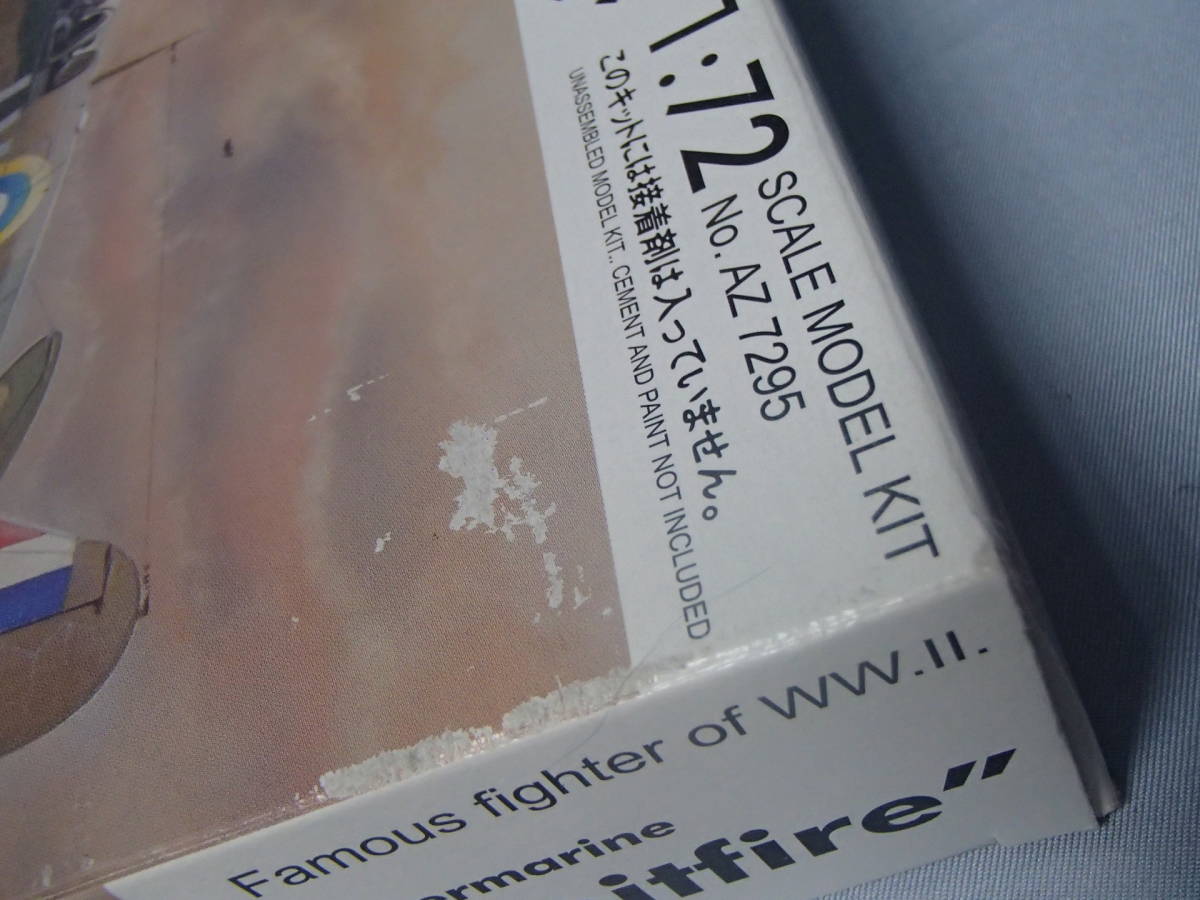 1:72 SCALE MODEL KIT
No. AZ 7295
このキットには接着剤は入っていません。
UNASSEMBLED MODEL KIT., CEMENT AND PAINT NOT INCLUDED
Famous fighter of WW.II.
ermarine
itfire"